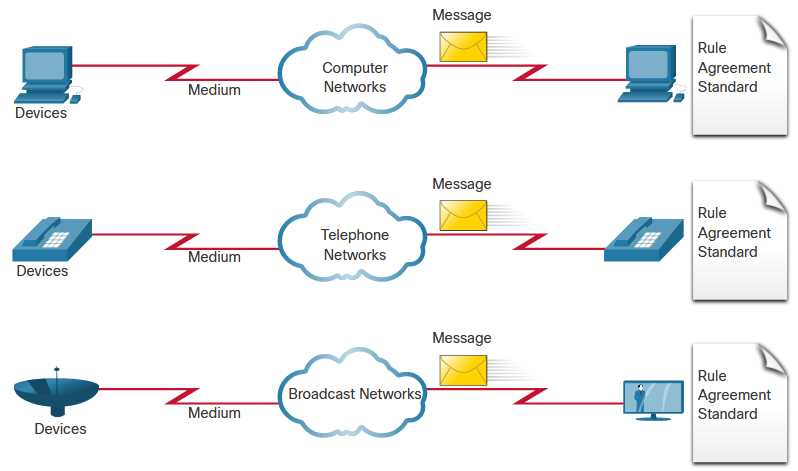 Message
Computer
Networks
Rule
Agreement
Standard
Medium
Devices
Message
Telephone
Networks
Rule
Agreement
Standard
Medium
Devices
Message
Broadcast Networks
Rule
Agreement
Standard
Medium
Devices